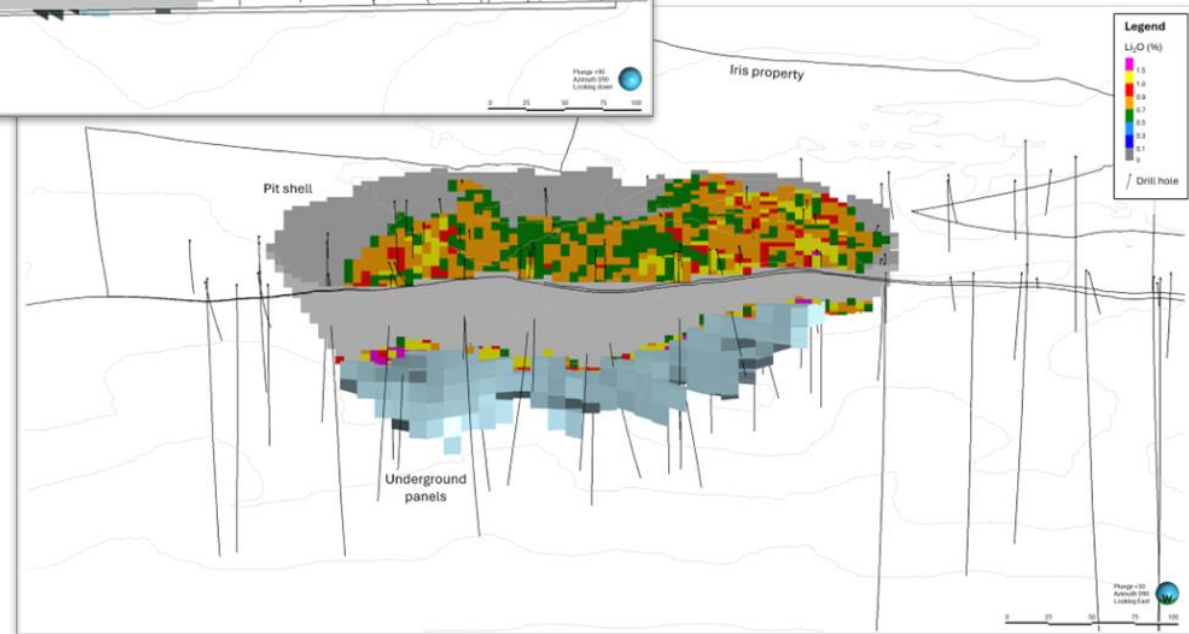 Plunge +90
Azimuth 090
Looking down
0 25 50 75 100
Iris property
Legend
Li₂O (%)
1.5
1.0
0.9
0.7
0.5
0.3
0.1
0
Drill hole
Pit shell
Underground
panels
Plunge +30
Azimuth 090
Looking East
W
0 25 50 75 100